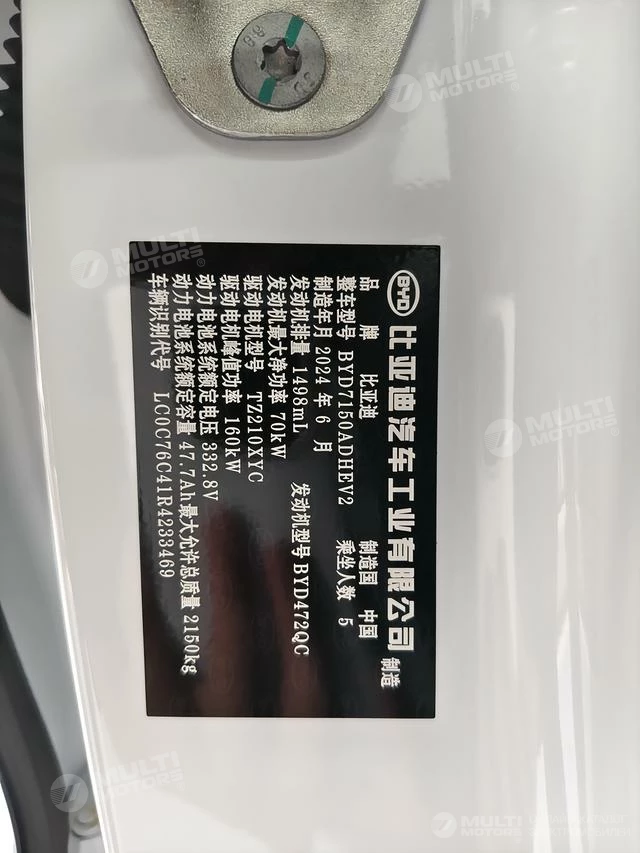 BYD 比亚迪汽车工业有限公司 制造
品 牌 比亚迪 制造国 中国
整车型号 BYD7150ADHEV2 乘坐人数 5
制造年月 2024 年 6 月
发动机排量 1498mL
发动机最大净功率 70kW 发动机型号 BYD472QC
驱动电机型号 TZ210XYC
驱动电机峰值功率 160kW
动力电池系统额定电压 332.8V
动力电池系统额定容量 47.7Ah最大允许总质量 2150kg
车辆识别代号 LC0C76C41R4233469
8.8
MULTI
MOTORS®
MULTI
MOTORS®
MULTI
MOTORS®
MULTI
MOTORS®
MULTI
MOTORS